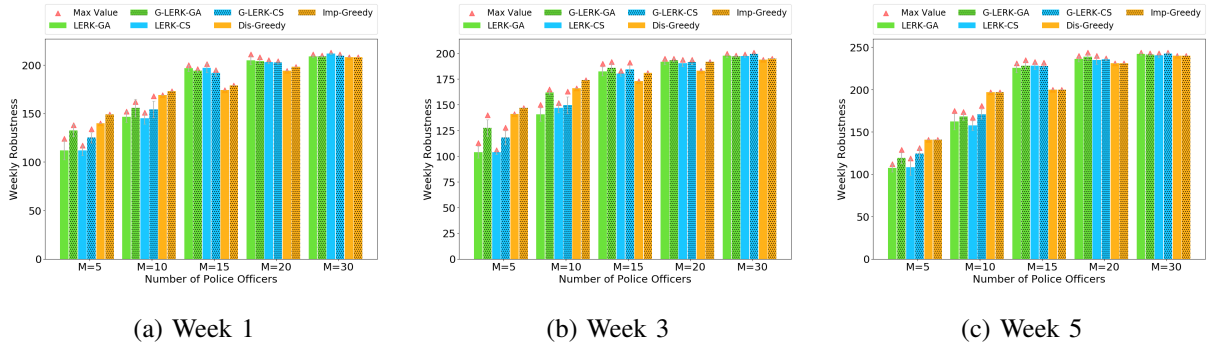 Max Value G-LERK-GA G-LERK-CS Imp-Greedy
LERK-GA LERK-CS Dis-Greedy
Weekly Robustness
200
150
100
50
0
M=5 M=10 M=15 M=20 M=30
Number of Police Officers
(a) Week 1
Max Value G-LERK-GA G-LERK-CS Imp-Greedy
LERK-GA LERK-CS Dis-Greedy
Weekly Robustness
200
175
150
125
100
75
50
25
0
M=5 M=10 M=15 M=20 M=30
Number of Police Officers
(b) Week 3
Max Value G-LERK-GA G-LERK-CS Imp-Greedy
LERK-GA LERK-CS Dis-Greedy
Weekly Robustness
250
200
150
100
50
0
M=5 M=10 M=15 M=20 M=30
Number of Police Officers
(c) Week 5